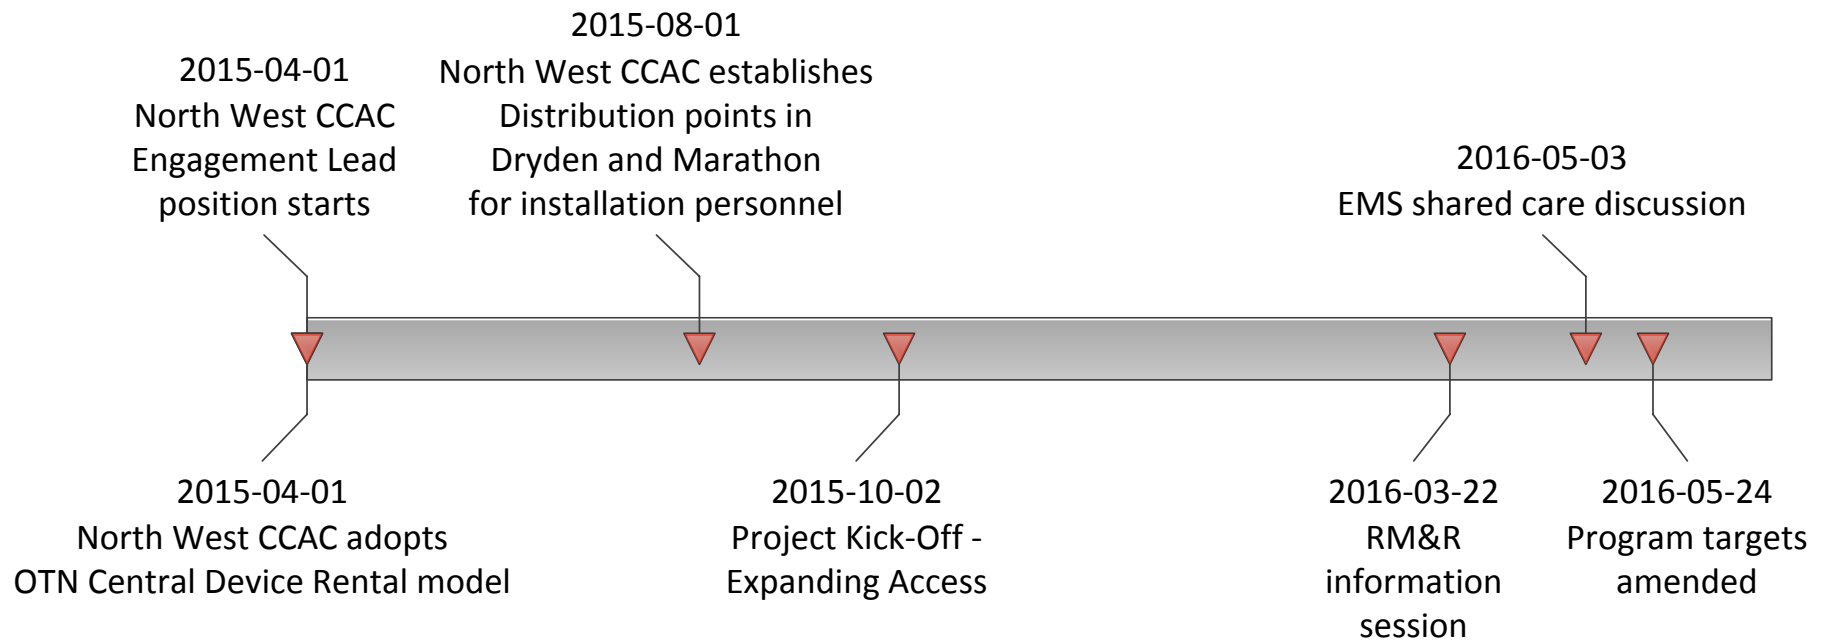 2015-04-01
North West CCAC
Engagement Lead
position starts
2015-08-01
North West CCAC establishes
Distribution points in
Dryden and Marathon
for installation personnel
2016-05-03
EMS shared care discussion
2015-04-01
North West CCAC adopts
OTN Central Device Rental model
2015-10-02
Project Kick-Off -
Expanding Access
2016-03-22
RM&R
information
session
2016-05-24
Program targets
amended